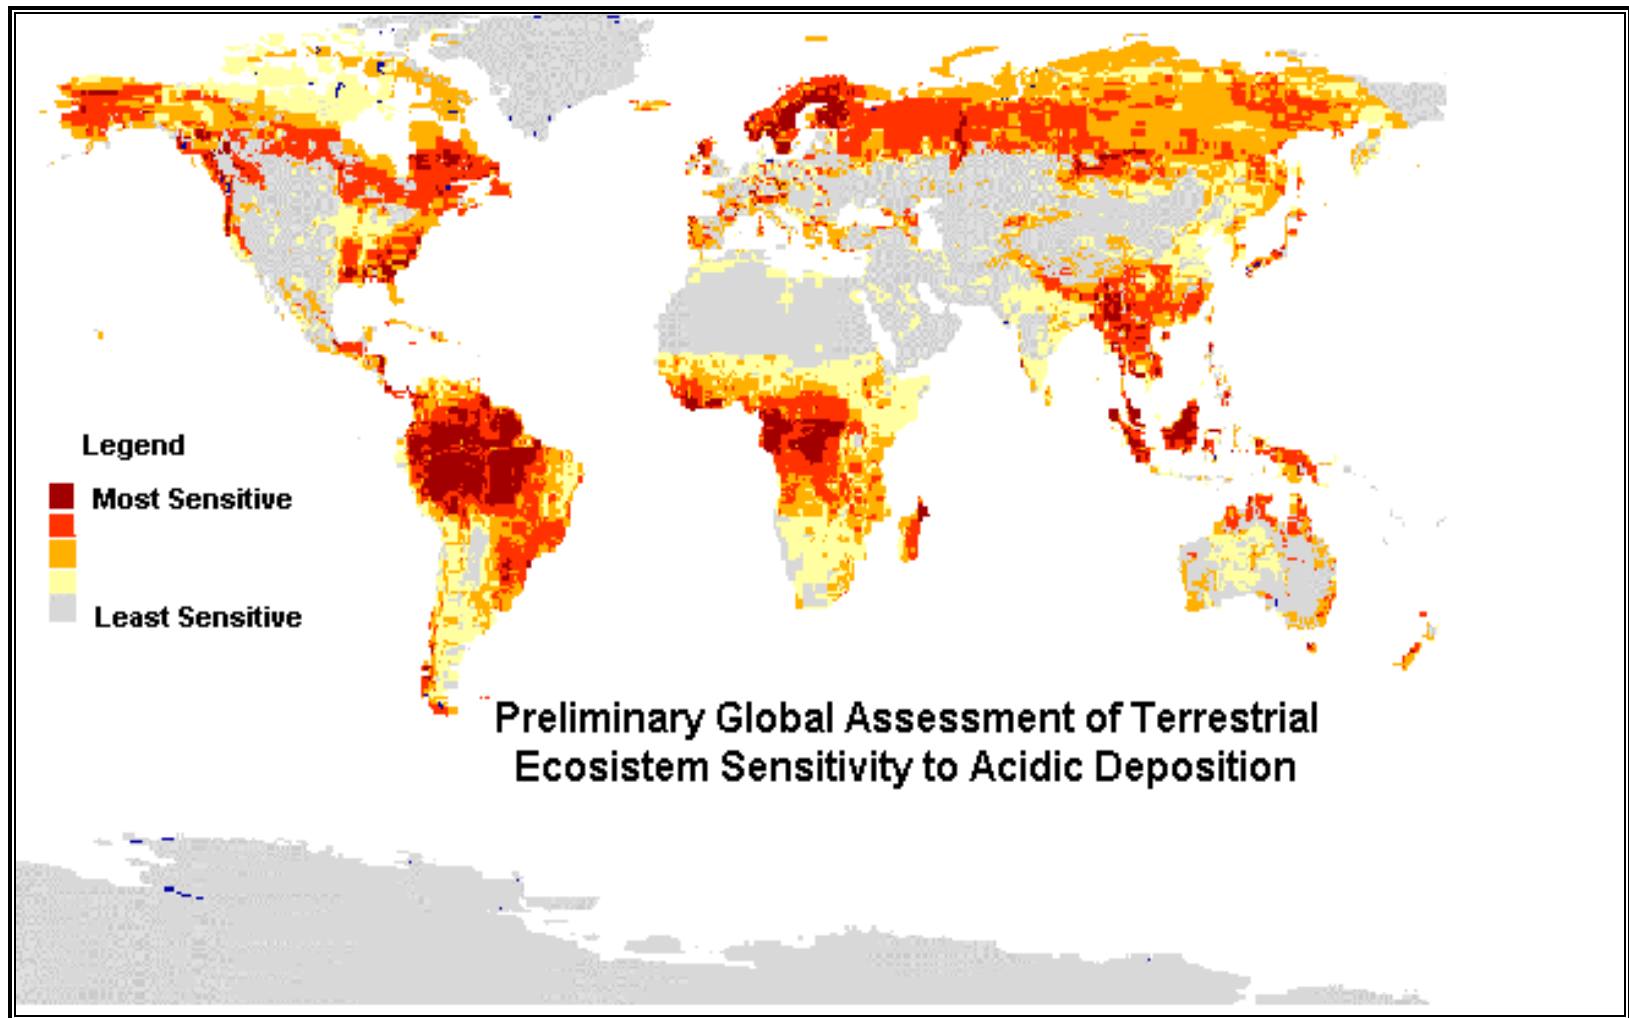 Legend
Most Sensitive
Least Sensitive
Preliminary Global Assessment of Terrestrial
Ecosistem Sensitivity to Acidic Deposition